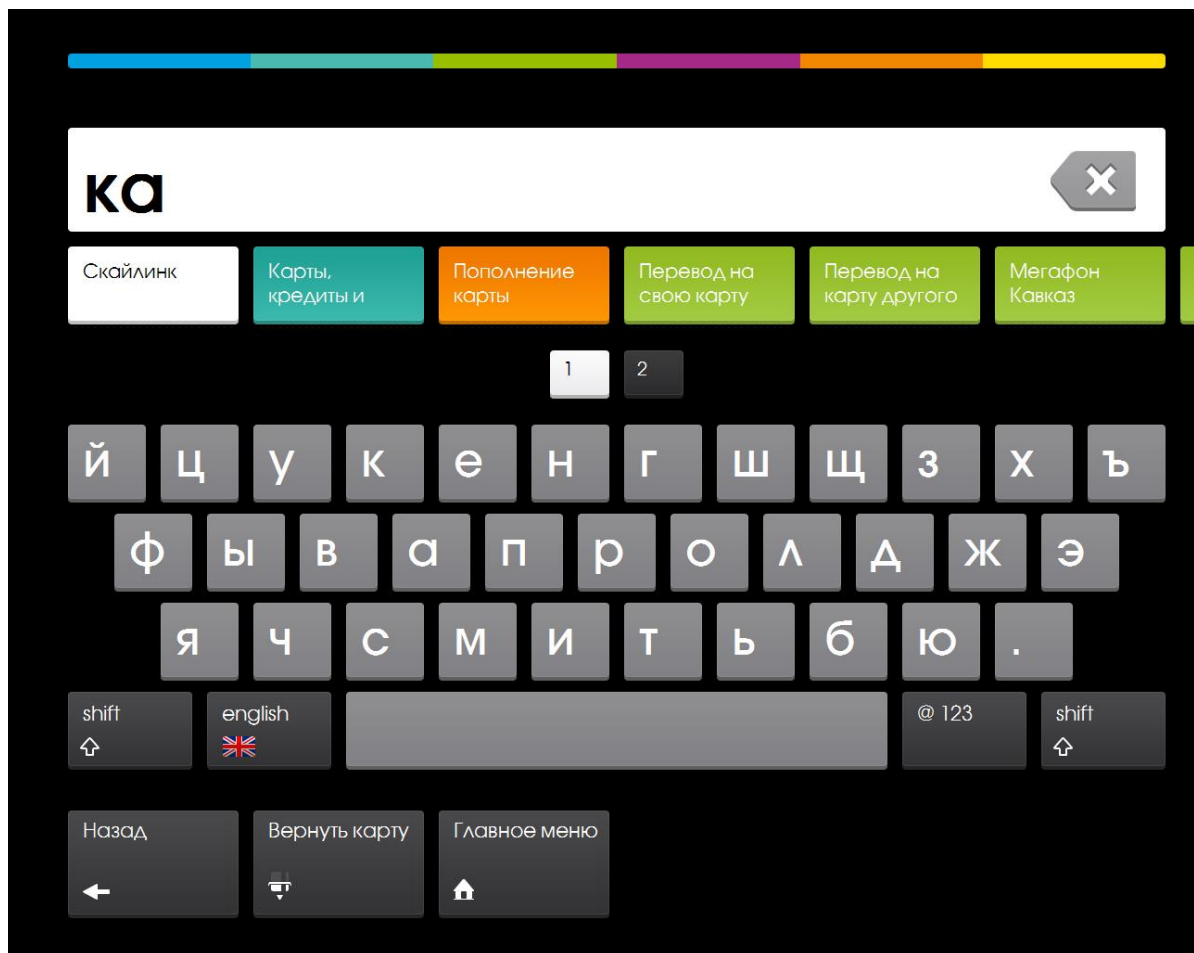 ка
Скайлинк
Карты,
кредиты и
Пополнение
карты
Перевод на
свою карту
Перевод на
карту другого
Мегафон
Кавказ
1 2
й ц у к е н г ш щ з х ъ
ф ы в а п р о л д ж э
я ч с м и т ь б ю .
shift english @ 123 shift
Назад Вернуть карту Главное меню